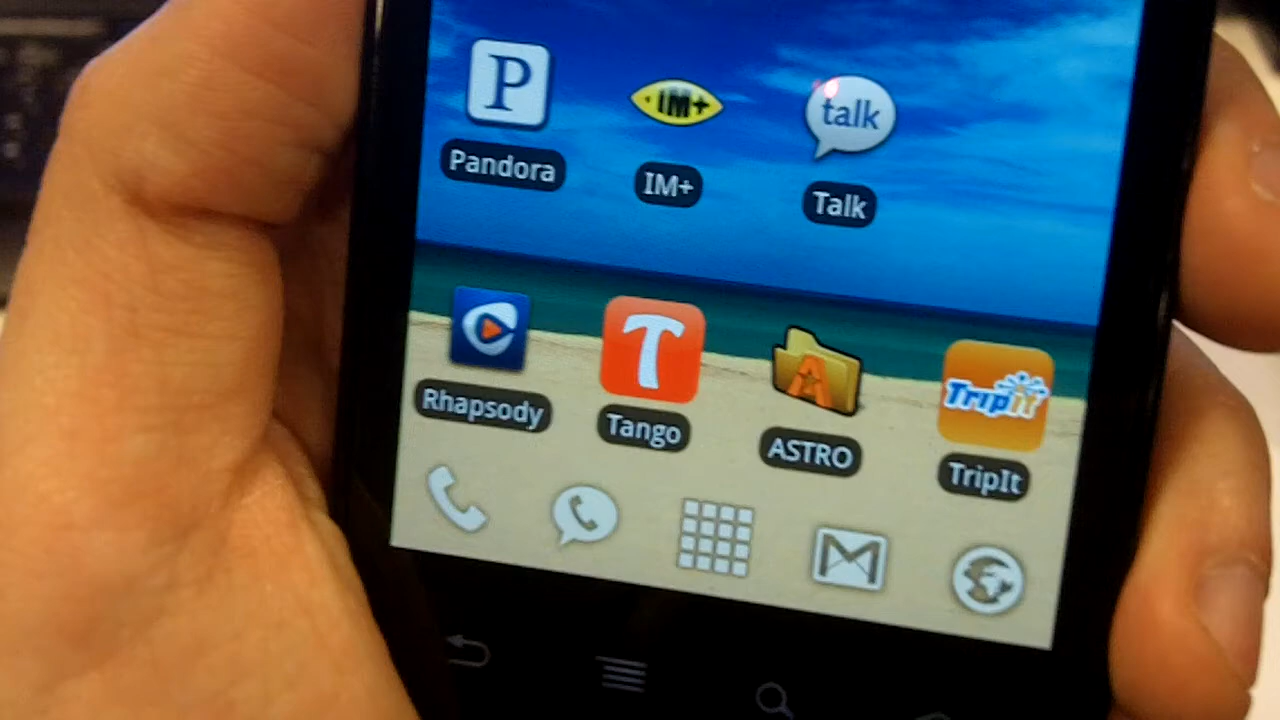 P
IM+
talk
Pandora
IM+
Talk
T
A
TripIt
Rhapsody
Tango
ASTRO
TripIt
M